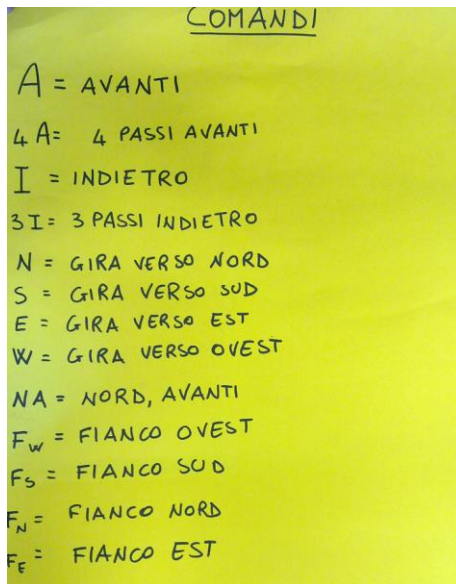 COMANDI
A = AVANTI
4 A = 4 PASSI AVANTI
I = INDIETRO
3 I = 3 PASSI INDIETRO
N = GIRA VERSO NORD
S = GIRA VERSO SUD
E = GIRA VERSO EST
W = GIRA VERSO OVEST
NA = NORD, AVANTI
Fw = FIANCO OVEST
Fs = FIANCO SUD
FN = FIANCO NORD
FE = FIANCO EST